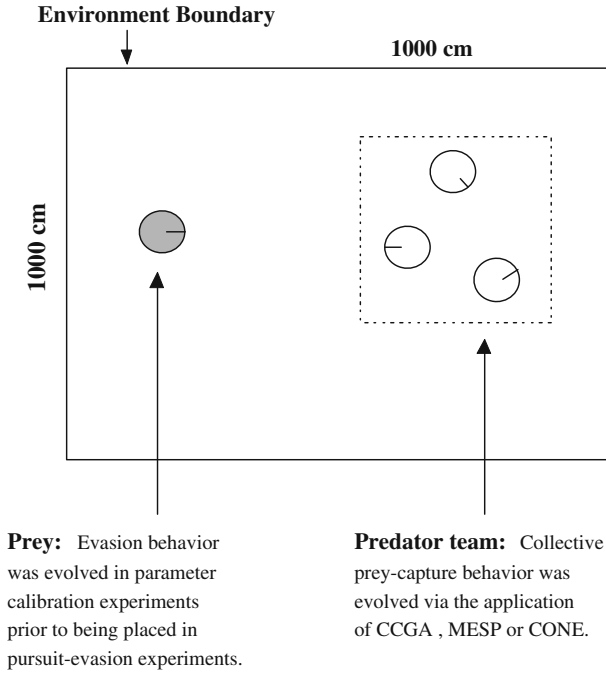 Environment Boundary
1000 cm
1000 cm
Prey: Evasion behavior
was evolved in parameter
calibration experiments
prior to being placed in
pursuit-evasion experiments.
Predator team: Collective
prey-capture behavior was
evolved via the application
of CCGA , MESP or CONE.